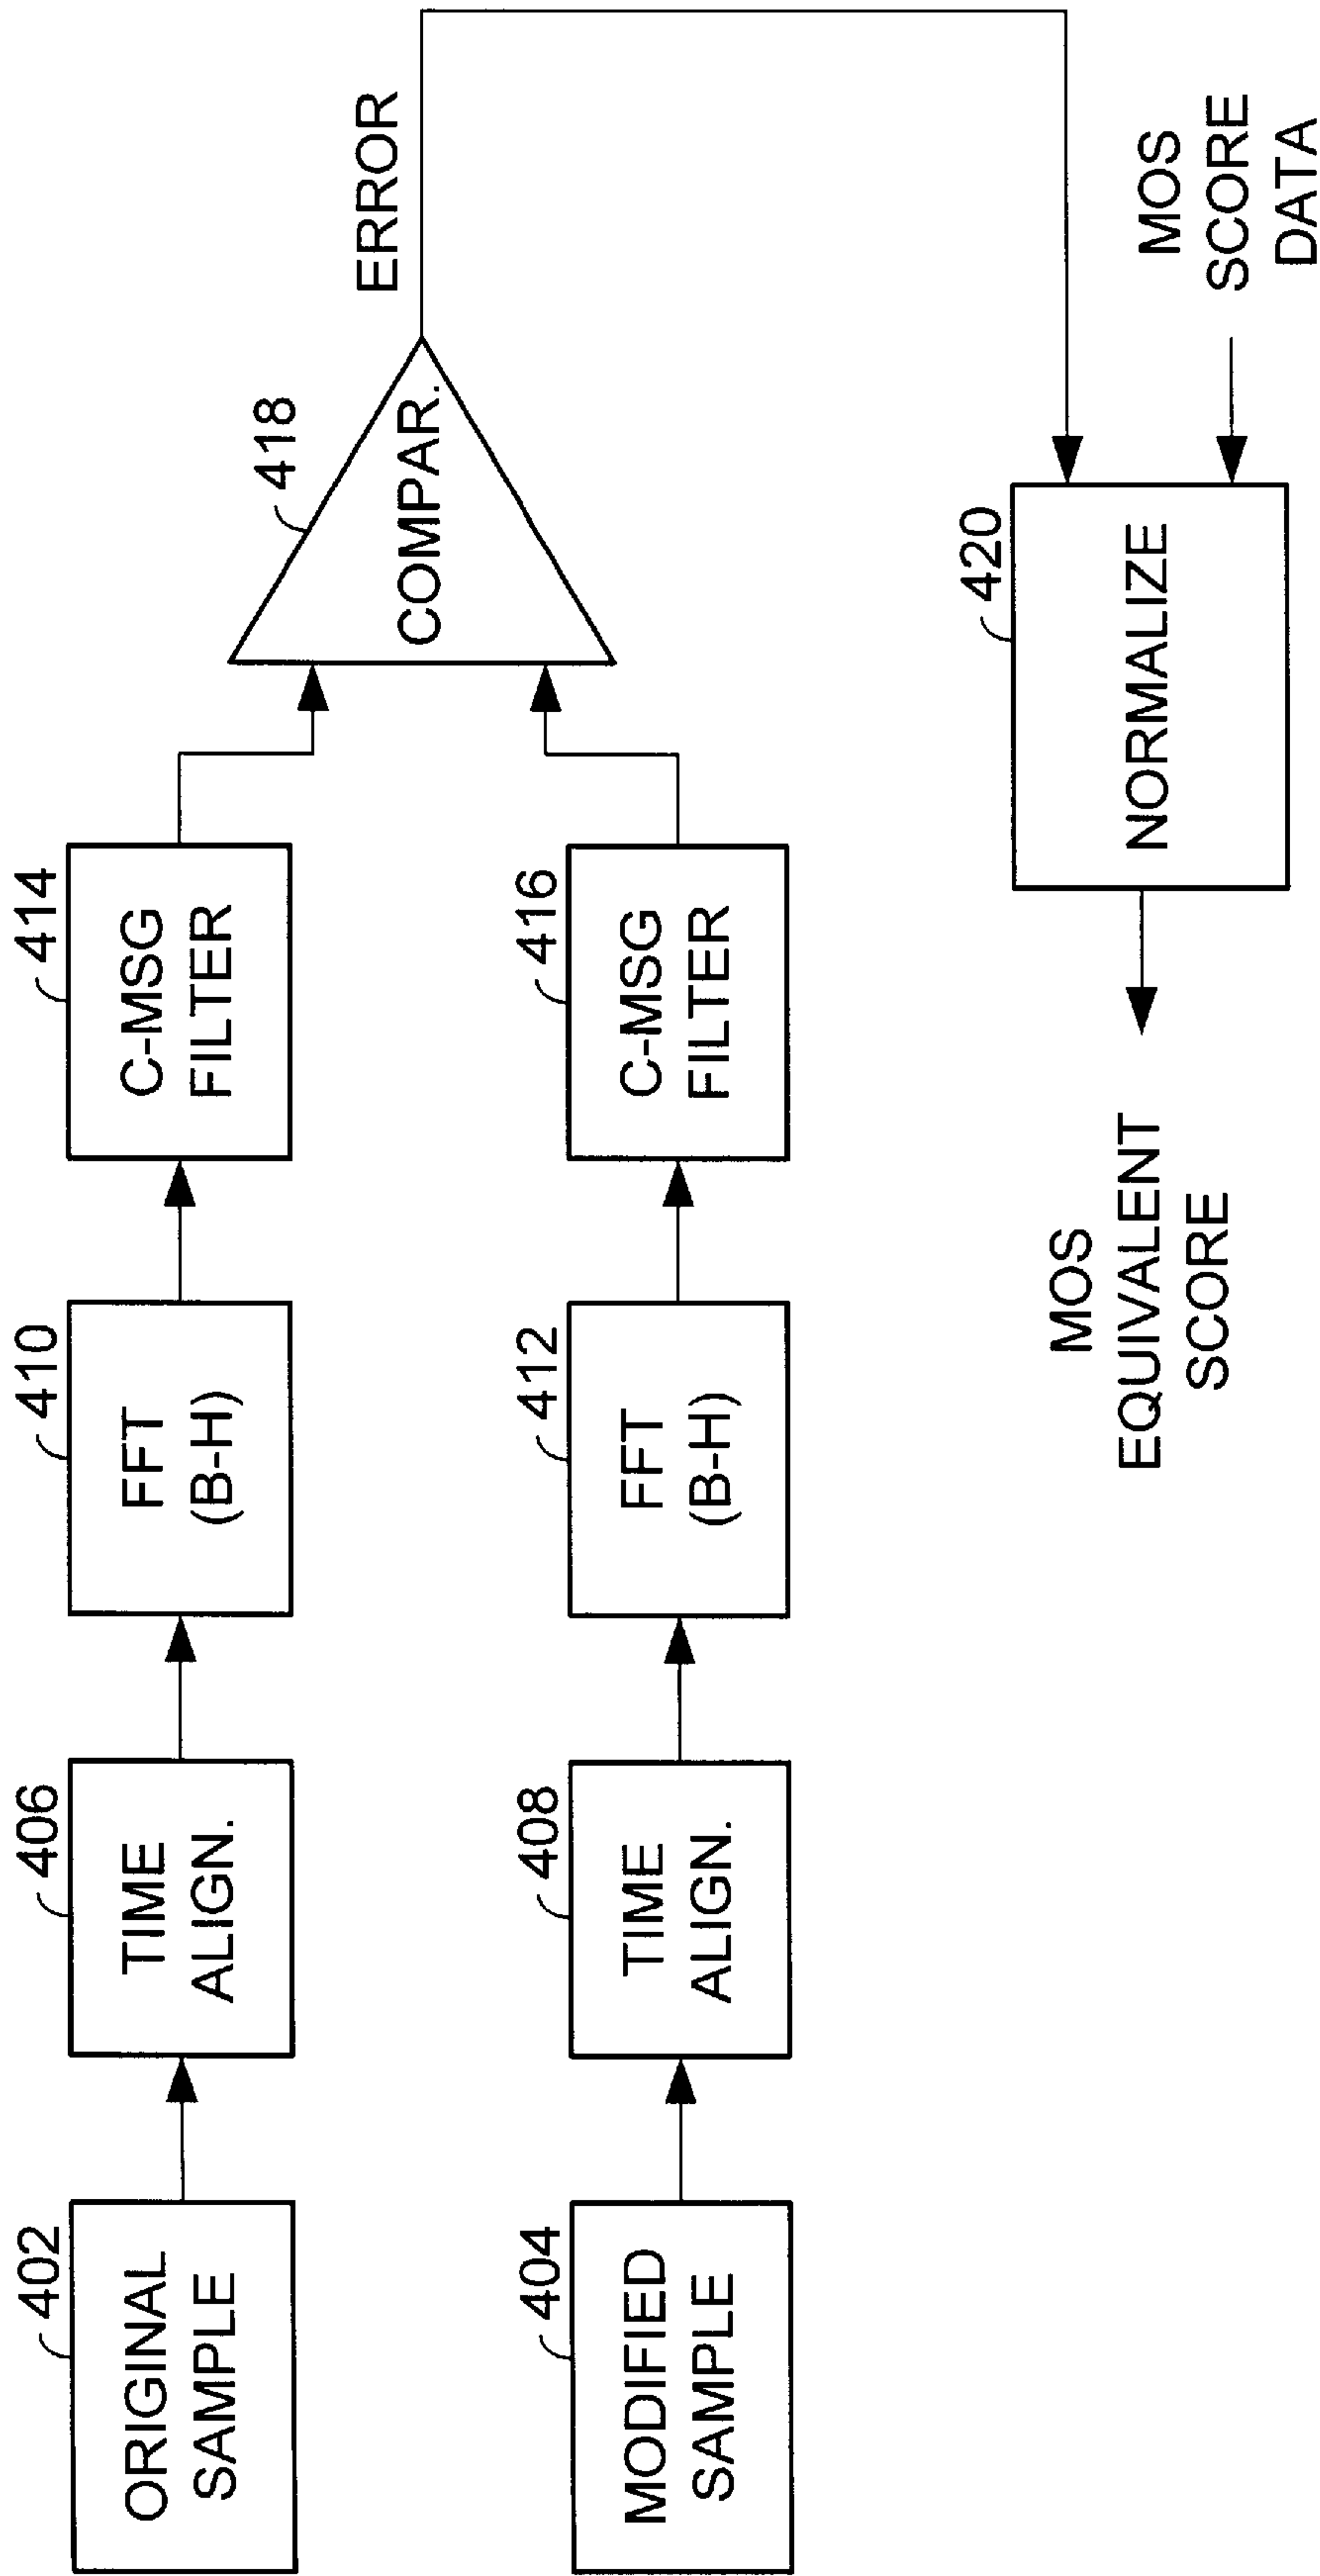 402
ORIGINAL
SAMPLE
406
TIME
ALIGN.
410
FFT
(B-H)
414
C-MSG
FILTER
404
MODIFIED
SAMPLE
408
TIME
ALIGN.
412
FFT
(B-H)
416
C-MSG
FILTER
418
COMPAR.
ERROR
420
NORMALIZE
MOS
SCORE
DATA
MOS
EQUIVALENT
SCORE